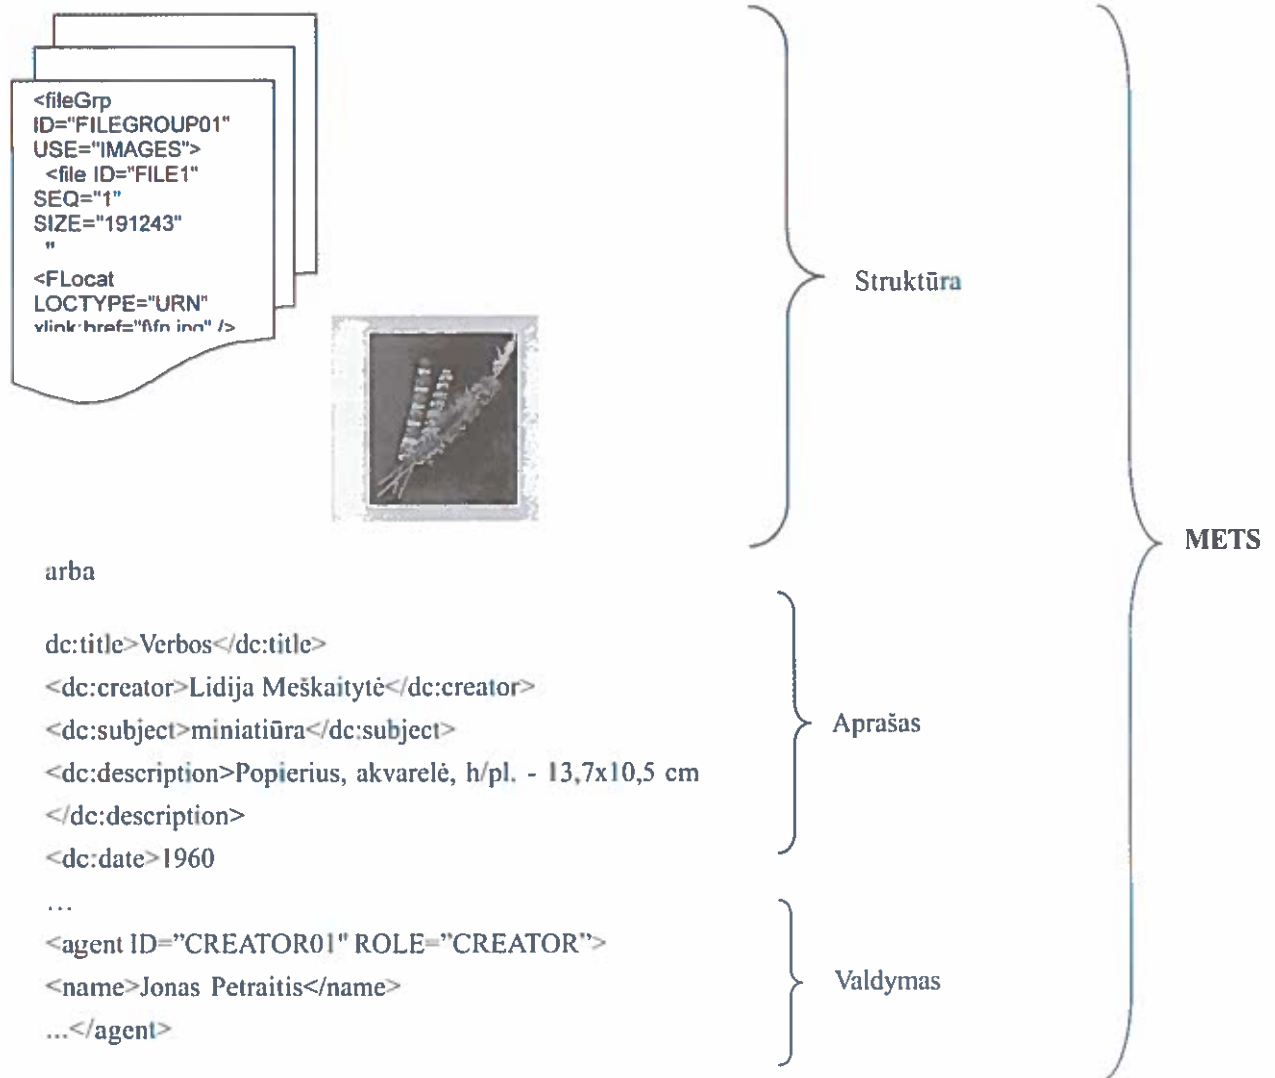 <fileGrp
ID="FILEGROUP01"
USE="IMAGES">
<file ID="FILE1"
SEQ="1"
SIZE="191243"
"
<FLocat
LOCTYPE="URN"
Struktūra
METS
arba
dc:title>Verbos</dc:title>
<dc:creator>Lidija Meškaitytė</dc:creator>
<dc:subject>miniatiūra</dc:subject>
Aprašas
<dc:description>Popierius, akvarelė, h/pl. - 13,7x10,5 cm
</dc:description>
<dc:date>1960
...
<agent ID=”CREATOR01" ROLE=”CREATOR”>
<name>Jonas Petraitis</name>
Valdymas
...</agent>